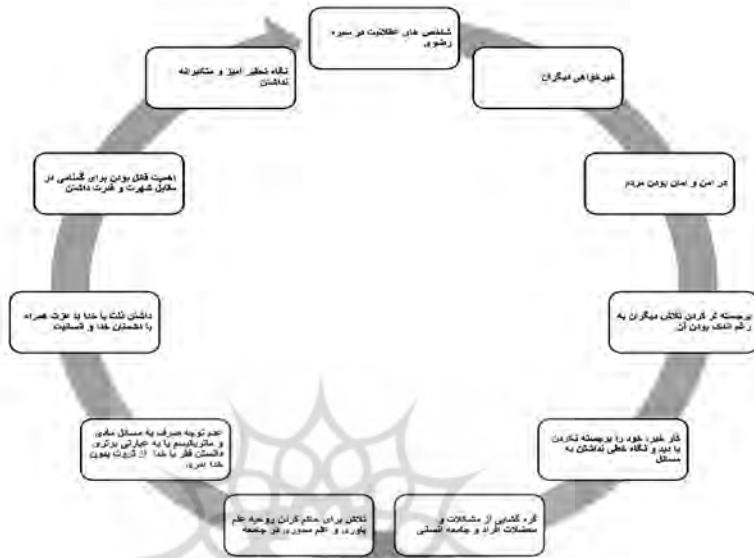 شاخص های عقلانیت در سیره
رضوی
خیرخواهی دیگران
در امن و امان بودن مردم
برجسته تر کردن تلاش دیگران به
رغم اندک بودن آن
کار خیر، خود را برجسته نکردن
یا دید و نگاه خطی نداشتن به
مسائل
گره گشایی از مشکلات و
معضلات افراد و جامعه انسانی
تلاش برای حاکم کردن روحیه علم
باوری و علم محوری در جامعه
عدم توجه صرف به مسائل مادی
و ماتریالیسم یا به عبارتی برتری
دانستن فقر با خدا از ثروت بدون
خدا
داشتن ذلت با خدا به عزت همراه
با دشمنان خدا و انسانیت
اهمیت قائل بودن برای گمنامی در
مقابل شهرت و قدرت داشتن
نگاه تحقیر آمیز و متکبرانه
نداشتن